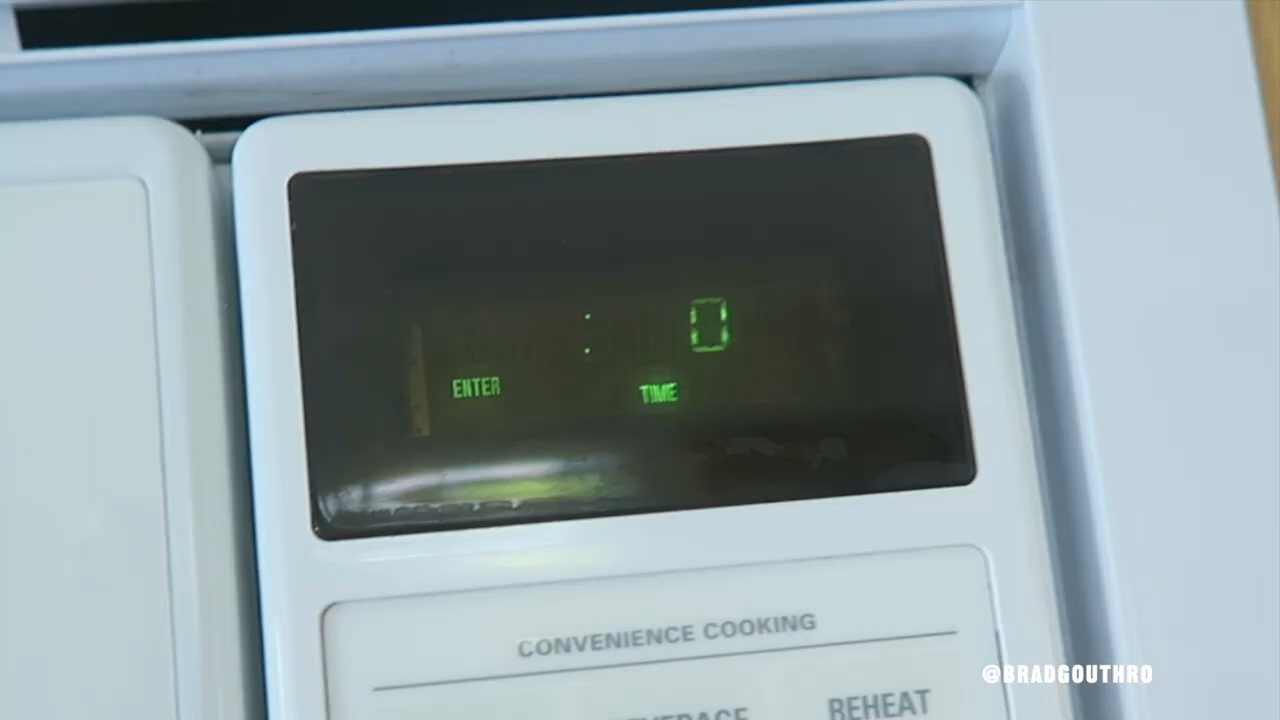 : 0
ENTER TIME
CONVENIENCE COOKING
REHEAT
@BRADGOUTHRO